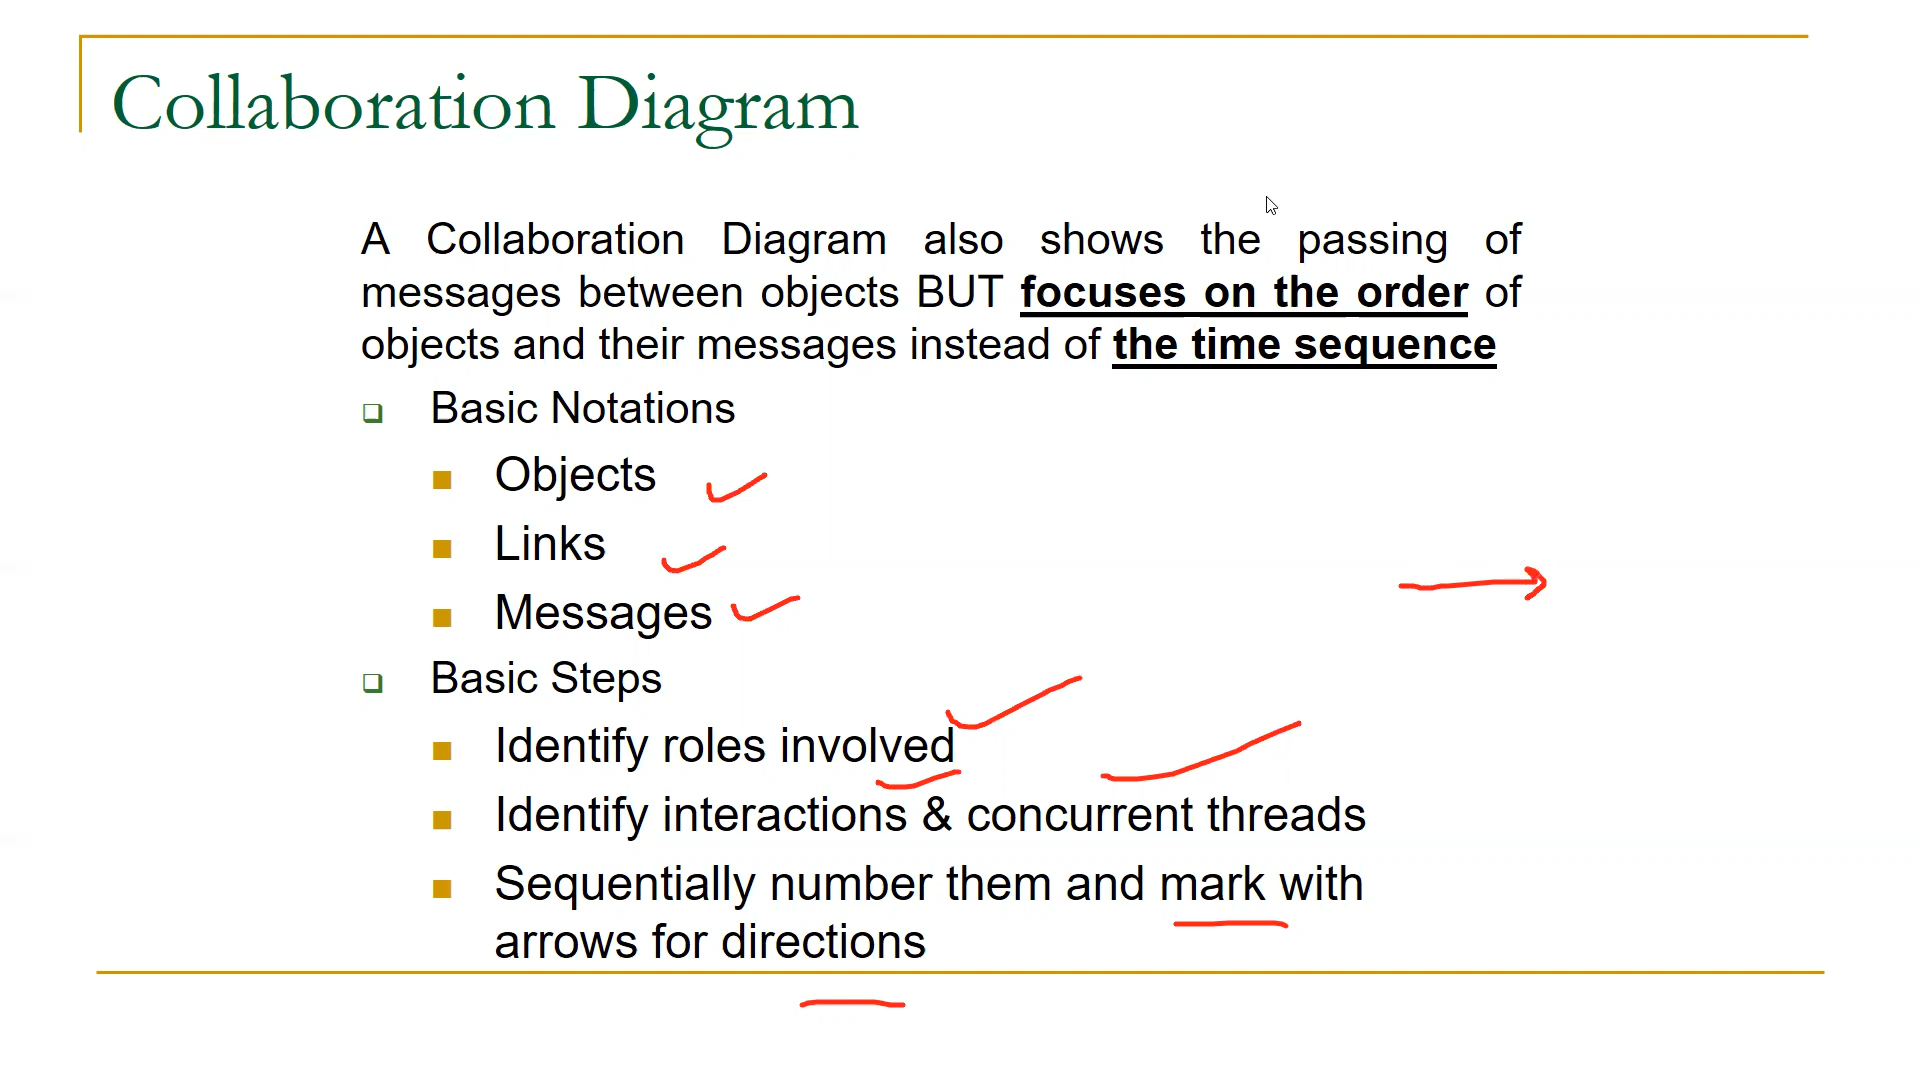 Collaboration Diagram
A Collaboration Diagram also shows the passing of
messages between objects BUT focuses on the order of
objects and their messages instead of the time sequence
Basic Notations
Objects
Links
Messages
Basic Steps
Identify roles involved
Identify interactions & concurrent threads
Sequentially number them and mark with
arrows for directions